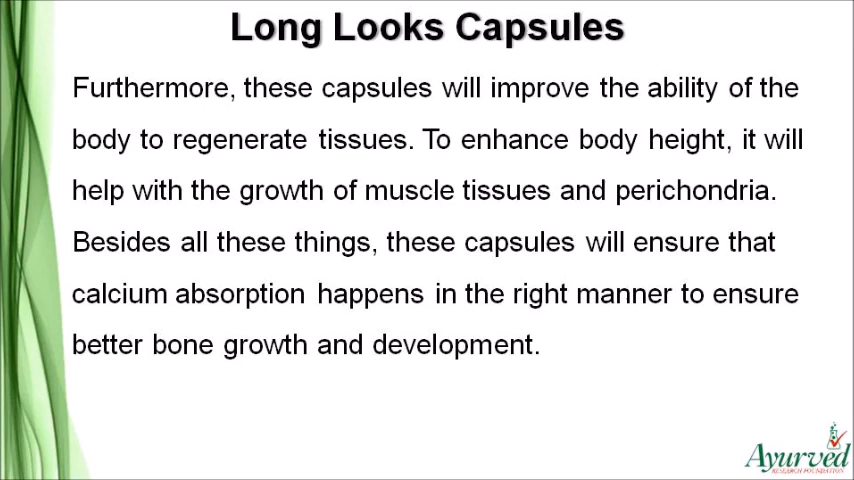 Long Looks Capsules
Furthermore, these capsules will improve the ability of the
body to regenerate tissues. To enhance body height, it will
help with the growth of muscle tissues and perichondria.
Besides all these things, these capsules will ensure that
calcium absorption happens in the right manner to ensure
better bone growth and development.
Ayurved
RESEARCH FOUNDATION